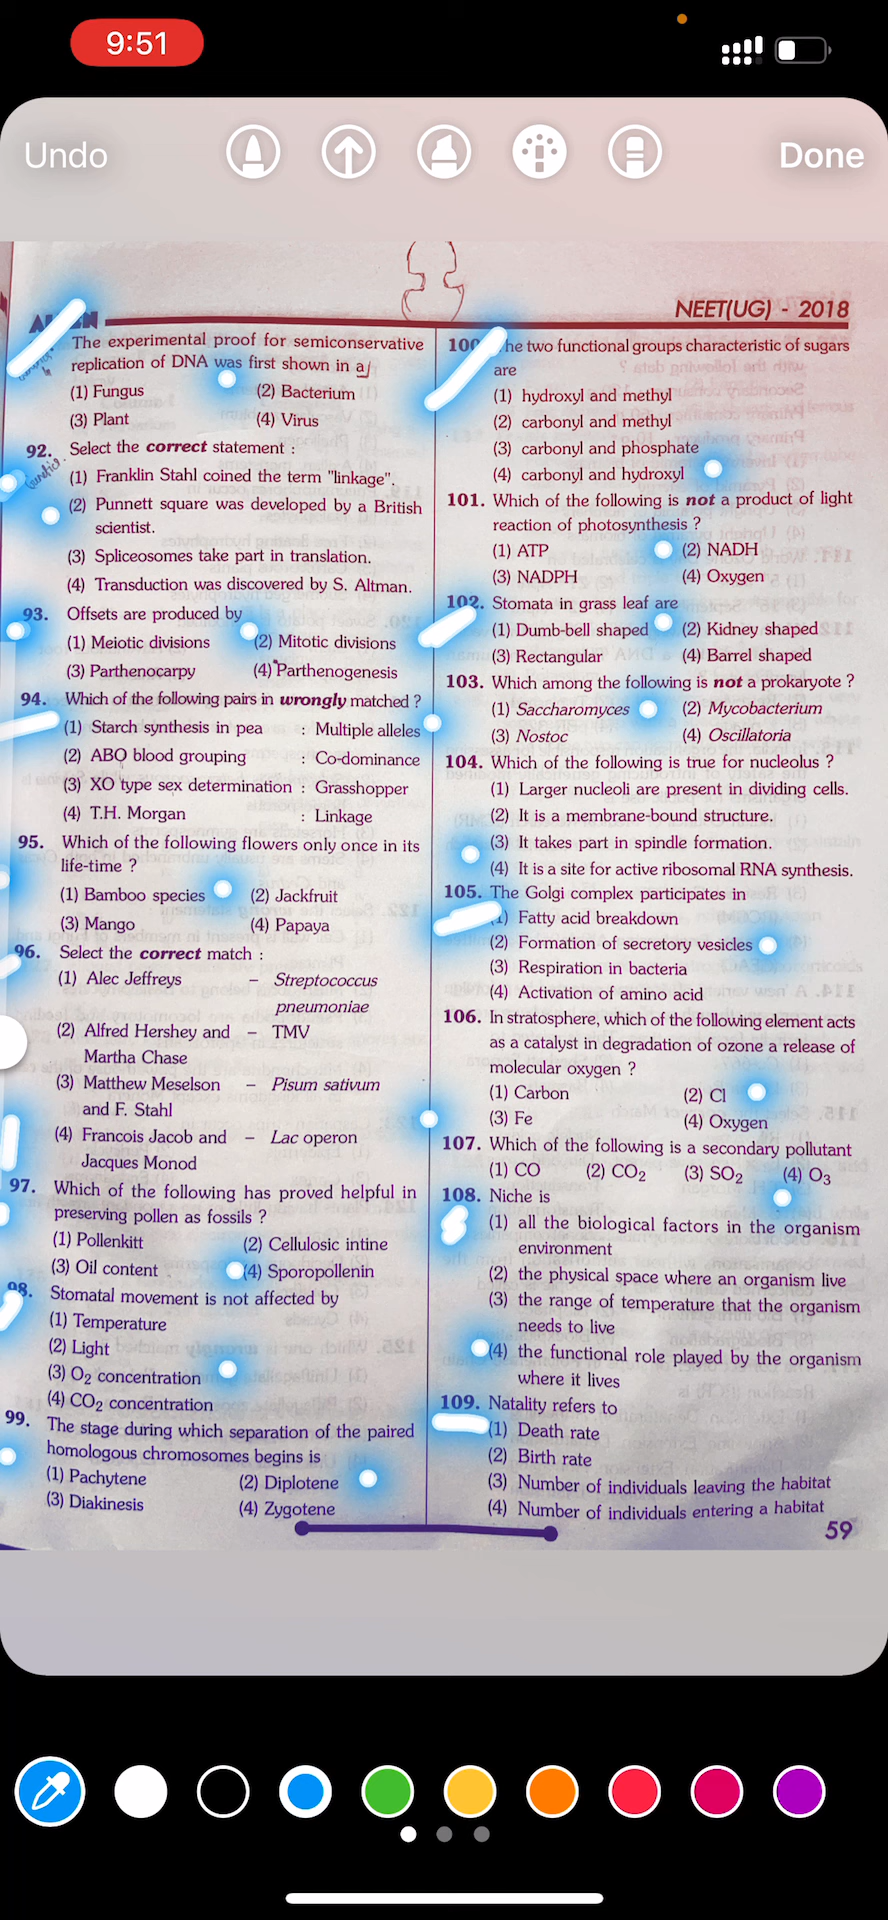 9:51
Undo
Done
NEET(UG) - 2018
The experimental proof for semiconservative
replication of DNA was first shown in a
(1) Fungus (2) Bacterium
(3) Plant (4) Virus
92. Select the correct statement :
(1) Franklin Stahl coined the term "linkage".
(2) Punnett square was developed by a British
scientist.
(3) Spliceosomes take part in translation.
(4) Transduction was discovered by S. Altman.
93. Offsets are produced by
(1) Meiotic divisions (2) Mitotic divisions
(3) Parthenocarpy (4) Parthenogenesis
94. Which of the following pairs in wrongly matched ?
(1) Starch synthesis in pea : Multiple alleles
(2) ABO blood grouping : Co-dominance
(3) XO type sex determination : Grasshopper
(4) T.H. Morgan : Linkage
95. Which of the following flowers only once in its
life-time ?
(1) Bamboo species (2) Jackfruit
(3) Mango (4) Papaya
96. Select the correct match :
(1) Alec Jeffreys - Streptococcus
pneumoniae
(2) Alfred Hershey and - TMV
Martha Chase
(3) Matthew Meselson - Pisum sativum
and F. Stahl
(4) Francois Jacob and - Lac operon
Jacques Monod
97. Which of the following has proved helpful in
preserving pollen as fossils ?
(1) Pollenkitt (2) Cellulosic intine
(3) Oil content (4) Sporopollenin
98. Stomatal movement is not affected by
(1) Temperature
(2) Light
(3) O₂ concentration
(4) CO₂ concentration
99. The stage during which separation of the paired
homologous chromosomes begins is
(1) Pachytene (2) Diplotene
(3) Diakinesis (4) Zygotene
100 he two functional groups characteristic of sugars
are
(1) hydroxyl and methyl
(2) carbonyl and methyl
(3) carbonyl and phosphate
(4) carbonyl and hydroxyl
101. Which of the following is not a product of light
reaction of photosynthesis ?
(1) ATP (2) NADH
(3) NADPH (4) Oxygen
102. Stomata in grass leaf are
(1) Dumb-bell shaped (2) Kidney shaped
(3) Rectangular (4) Barrel shaped
103. Which among the following is not a prokaryote ?
(1) Saccharomyces (2) Mycobacterium
(3) Nostoc (4) Oscillatoria
104. Which of the following is true for nucleolus ?
(1) Larger nucleoli are present in dividing cells.
(2) It is a membrane-bound structure.
(3) It takes part in spindle formation.
(4) It is a site for active ribosomal RNA synthesis.
105. The Golgi complex participates in
1) Fatty acid breakdown
(2) Formation of secretory vesicles
(3) Respiration in bacteria
(4) Activation of amino acid
106. In stratosphere, which of the following element acts
as a catalyst in degradation of ozone a release of
molecular oxygen ?
(1) Carbon (2) Cl
(3) Fe (4) Oxygen
107. Which of the following is a secondary pollutant
(1) CO (2) CO₂ (3) SO₂ (4) O₃
108. Niche is
(1) all the biological factors in the organism
environment
(2) the physical space where an organism live
(3) the range of temperature that the organism
needs to live
(4) the functional role played by the organism
where it lives
109. Natality refers to
(1) Death rate
(2) Birth rate
(3) Number of individuals leaving the habitat
(4) Number of individuals entering a habitat
59